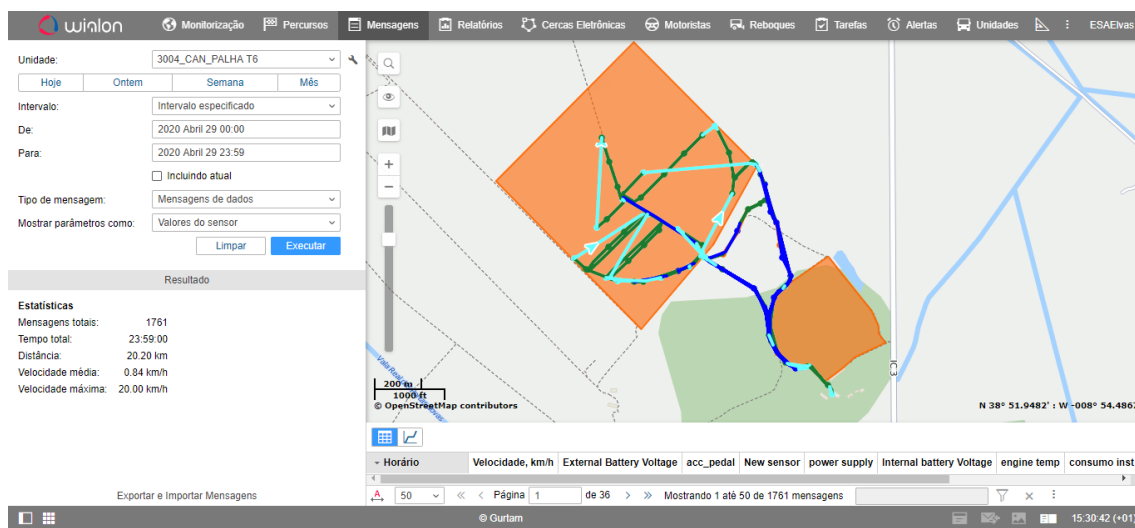 wialon Monitorização Percursos Mensagens Relatórios Cercas Eletrônicas Motoristas Reboques Tarefas Alertas Unidades ESAElvas
Unidade: 3004_CAN_PALHA T6
Hoje Ontem Semana Mês
Intervalo: Intervalo especificado
De: 2020 Abril 29 00:00
Para: 2020 Abril 29 23:59
Incluindo atual
Tipo de mensagem: Mensagens de dados
Mostrar parâmetros como: Valores do sensor
Limpar Executar
Resultado
Estatísticas
Mensagens totais: 1761
Tempo total: 23:59:00
Distância: 20.20 km
Velocidade média: 0.84 km/h
Velocidade máxima: 20.00 km/h
Exportar e Importar Mensagens
IC3
200 m
1000 ft
© OpenStreetMap contributors
N 38° 51.9482' : W -008° 54.4862
Horário Velocidade, km/h External Battery Voltage acc_pedal New sensor power supply Internal battery Voltage engine temp consumo inst
50 Página 1 de 36 Mostrando 1 até 50 de 1761 mensagens
© Gurtam 15:30:42 (+01)